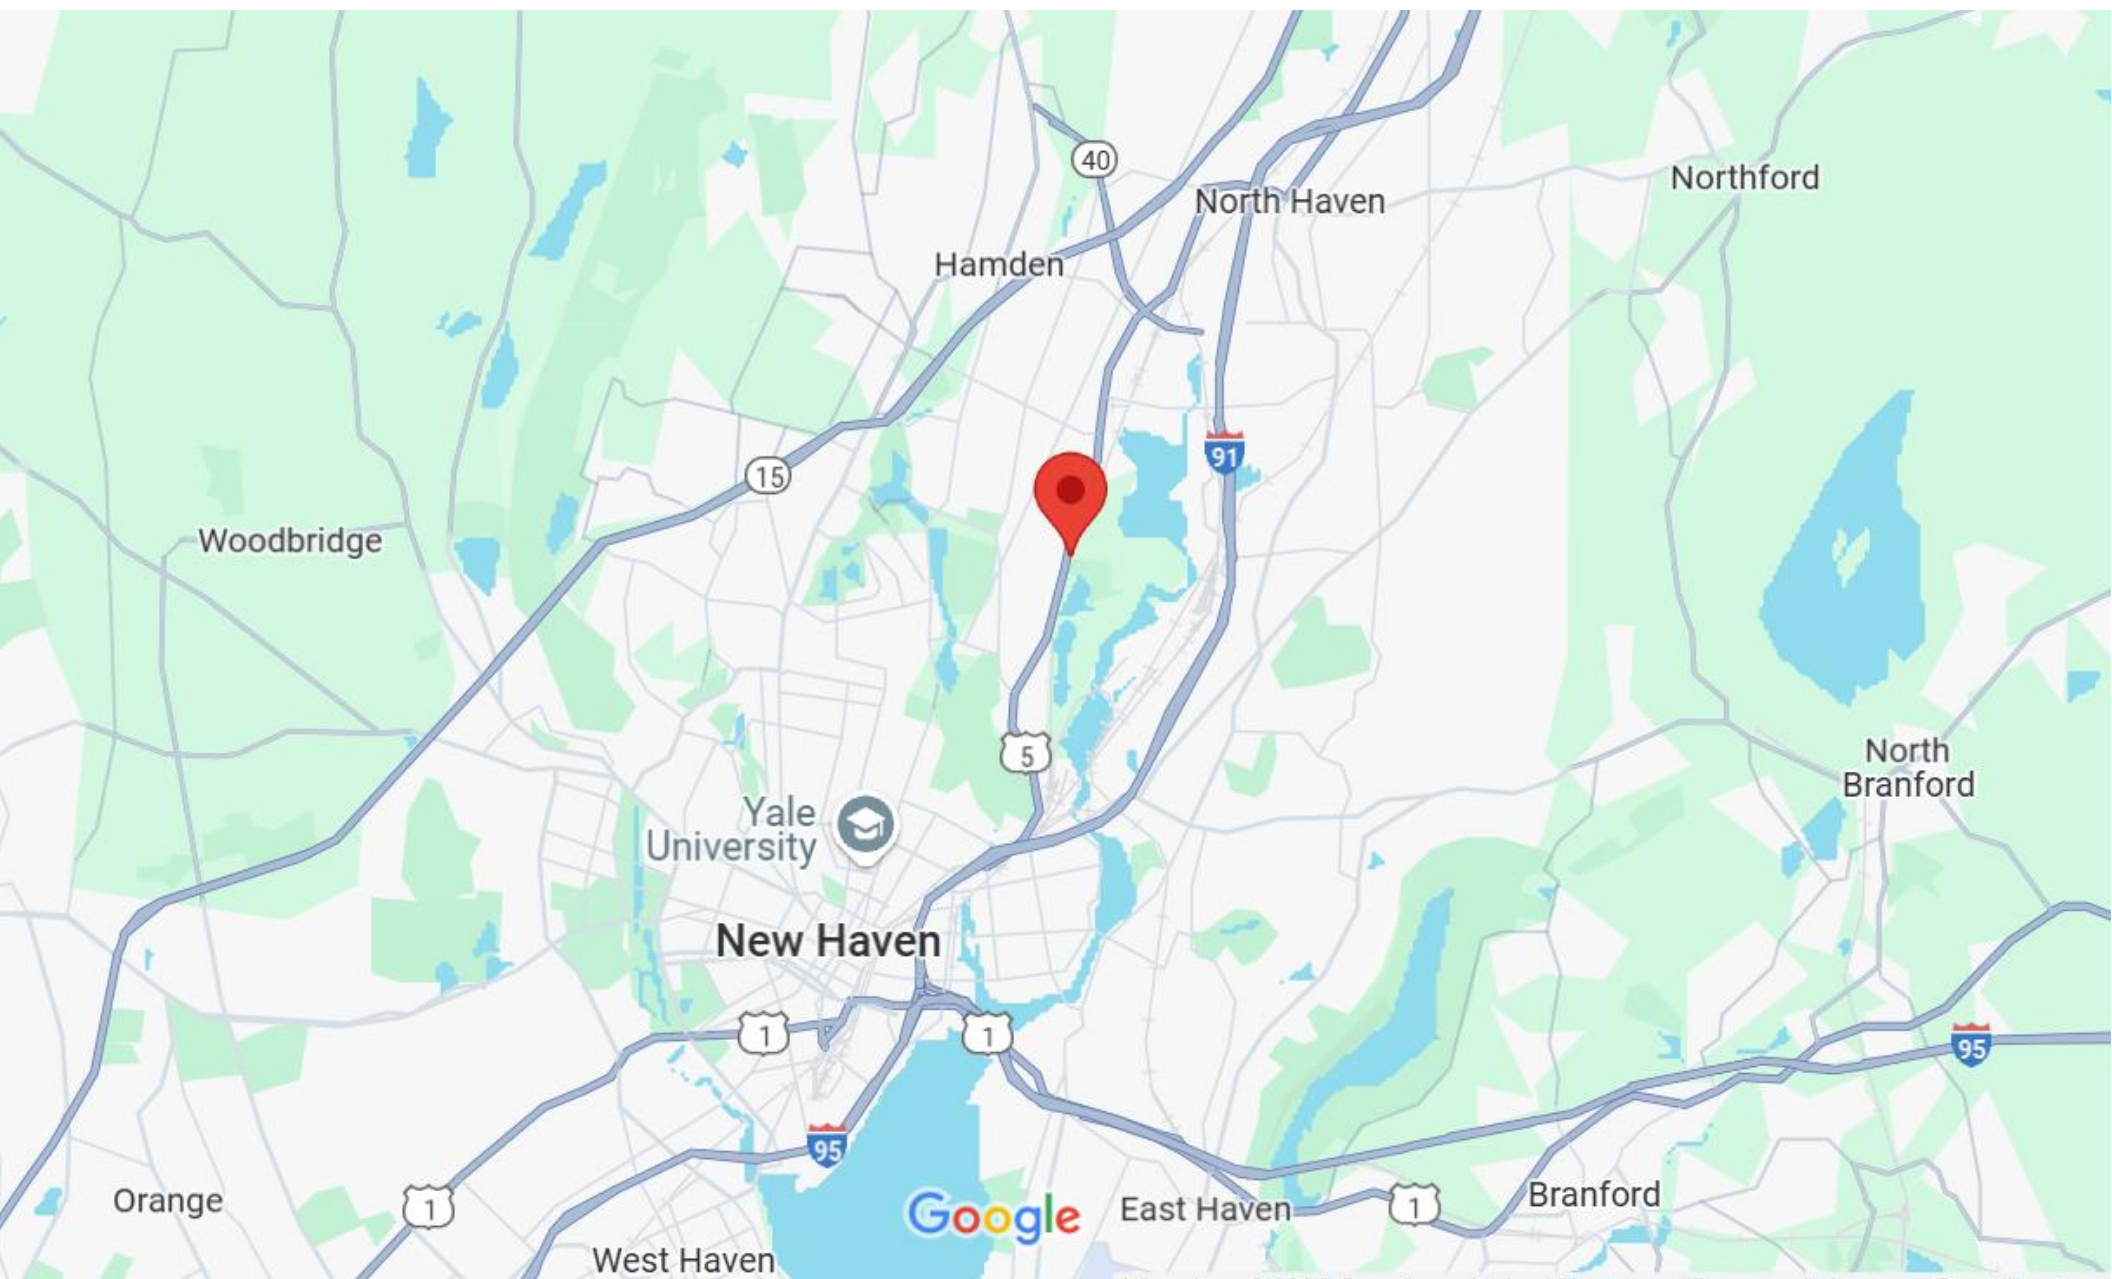 40
Northford
North Haven
Hamden
91
15
Woodbridge
5
North
Branford
Yale
University
New Haven
1
1
95
95
Orange
1
Google
East Haven
1
Branford
West Haven